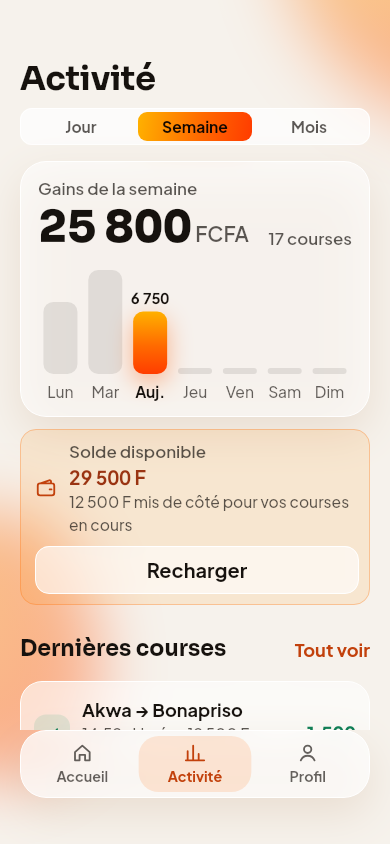 Activité
Jour Semaine Mois
Gains de la semaine
25 800 FCFA 17 courses
6 750
Lun Mar Auj. Jeu Ven Sam Dim
Solde disponible
29 500 F
12 500 F mis de côté pour vos courses
en cours
Recharger
Dernières courses Tout voir
Akwa → Bonapriso
Accueil Activité Profil